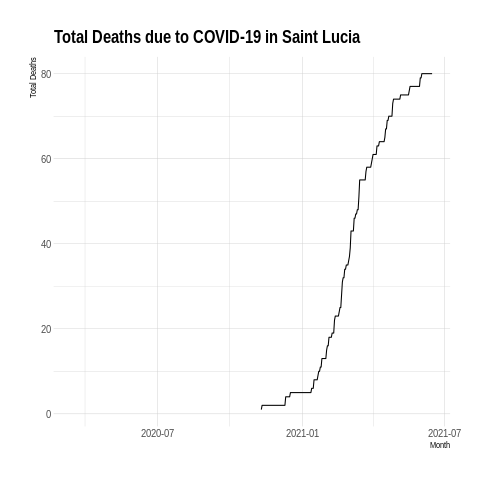 Total Deaths due to COVID-19 in Saint Lucia
Total Deaths
80
60
40
20
0
2020-07
2021-01
2021-07
Month